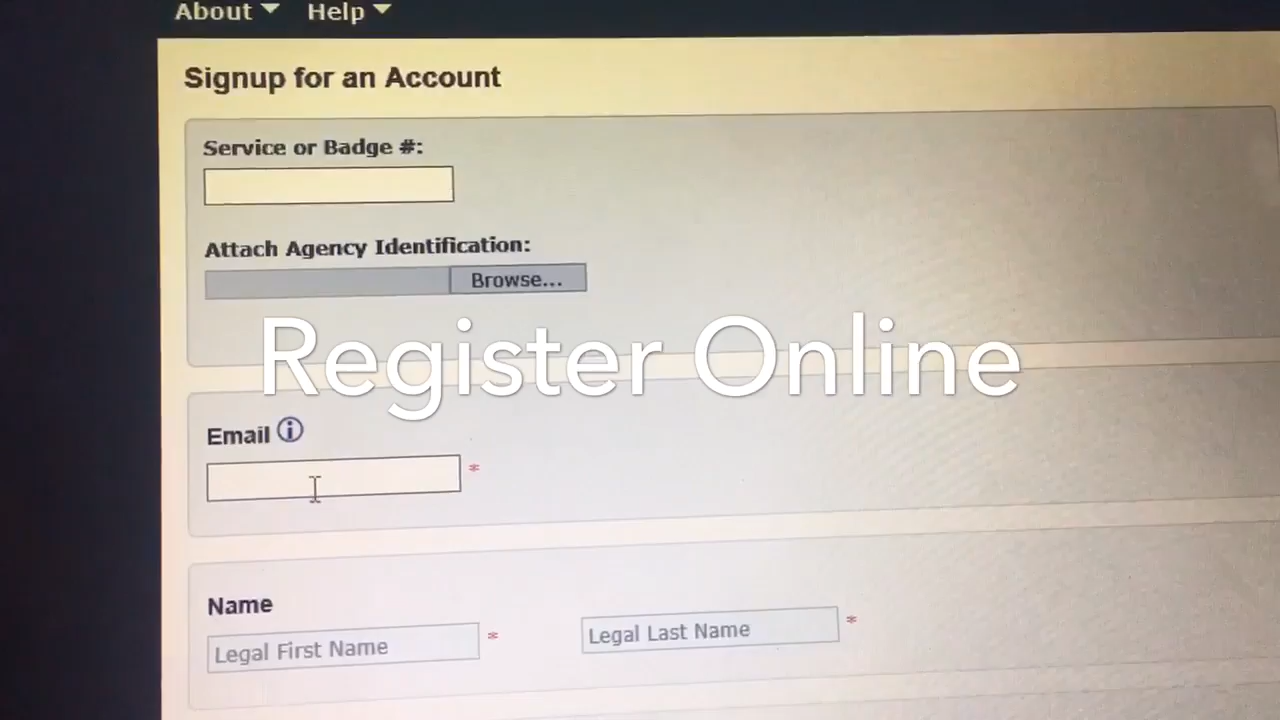 About Help
Signup for an Account
Service or Badge #:
Attach Agency Identification:
Browse...
Register Online
Email
*
Name
Legal First Name * Legal Last Name *